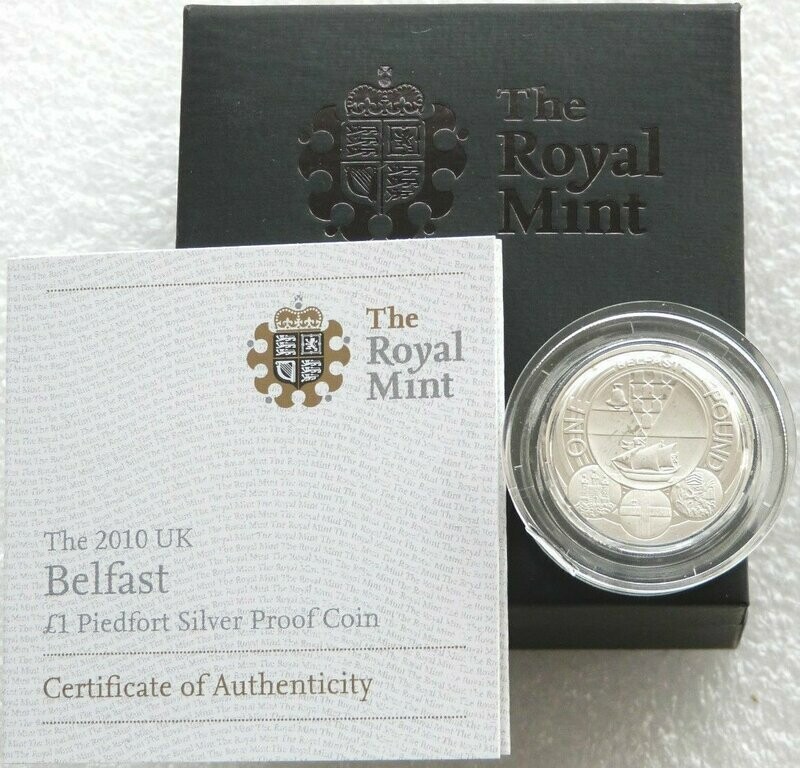 The
Royal
Mint
The
Royal
Mint
The 2010 UK
Belfast
£1 Piedfort Silver Proof Coin
Certificate of Authenticity
BELFAST
ONE POUND